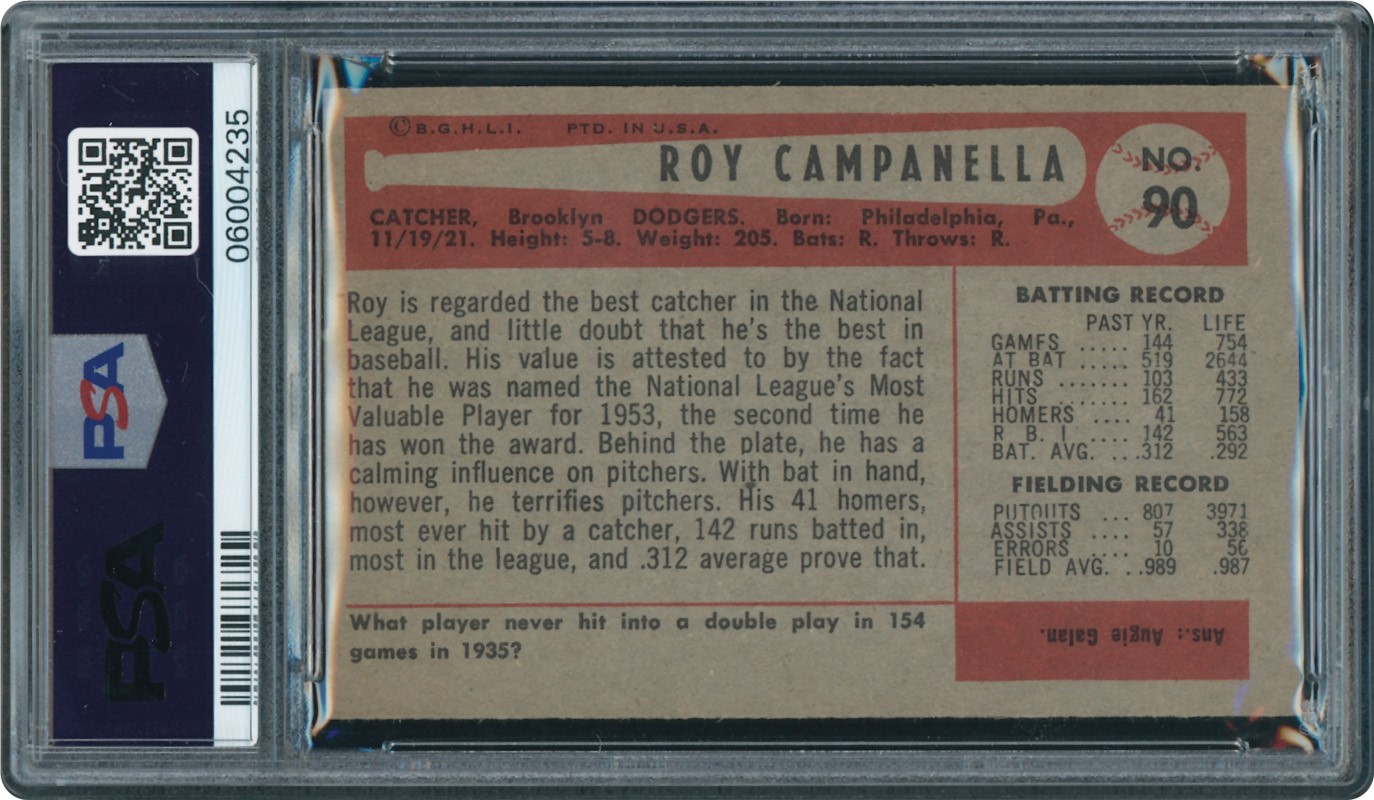 PSA
06004235
PSA
©B.G.H.L.I. PTD. IN U.S.A.
ROY CAMPANELLA
NO.
90
CATCHER, Brooklyn DODGERS. Born: Philadelphia, Pa.,
11/19/21. Height: 5-8. Weight: 205. Bats: R. Throws: R.
Roy is regarded the best catcher in the National
League, and little doubt that he's the best in
baseball. His value is attested to by the fact
that he was named the National League's Most
Valuable Player for 1953, the second time he
has won the award. Behind the plate, he has a
calming influence on pitchers. With bat in hand,
however, he terrifies pitchers. His 41 homers,
most ever hit by a catcher, 142 runs batted in,
most in the league, and .312 average prove that.
BATTING RECORD
PAST YR. LIFE
GAMES ..... 144 754
AT BAT ..... 519 2644
RUNS ....... 103 433
HITS ....... 162 772
HOMERS .... 41 158
R. B. I. .... 142 563
BAT. AVG. ...312 .292
FIELDING RECORD
PUTOUTS ... 807 3971
ASSISTS .... 57 338
ERRORS .... 10 56
FIELD AVG. ..989 .987
What player never hit into a double play in 154
games in 1935?
Ans.: Augie Galan.